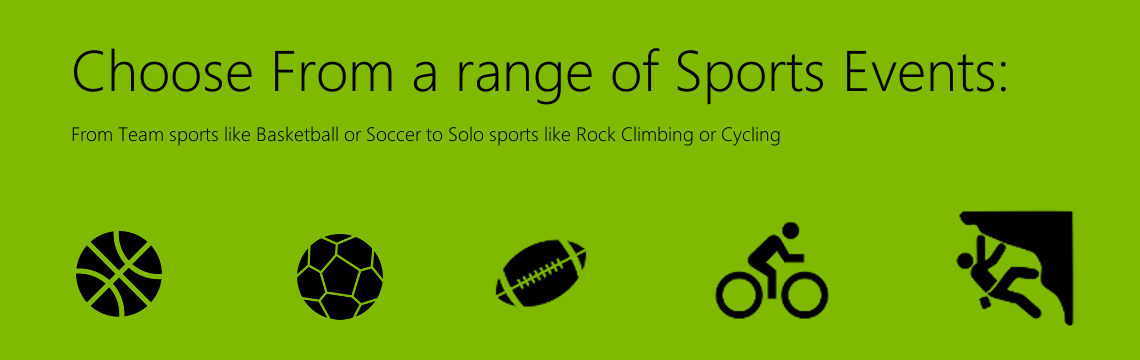 Choose From a range of Sports Events:
From Team sports like Basketball or Soccer to Solo sports like Rock Climbing or Cycling